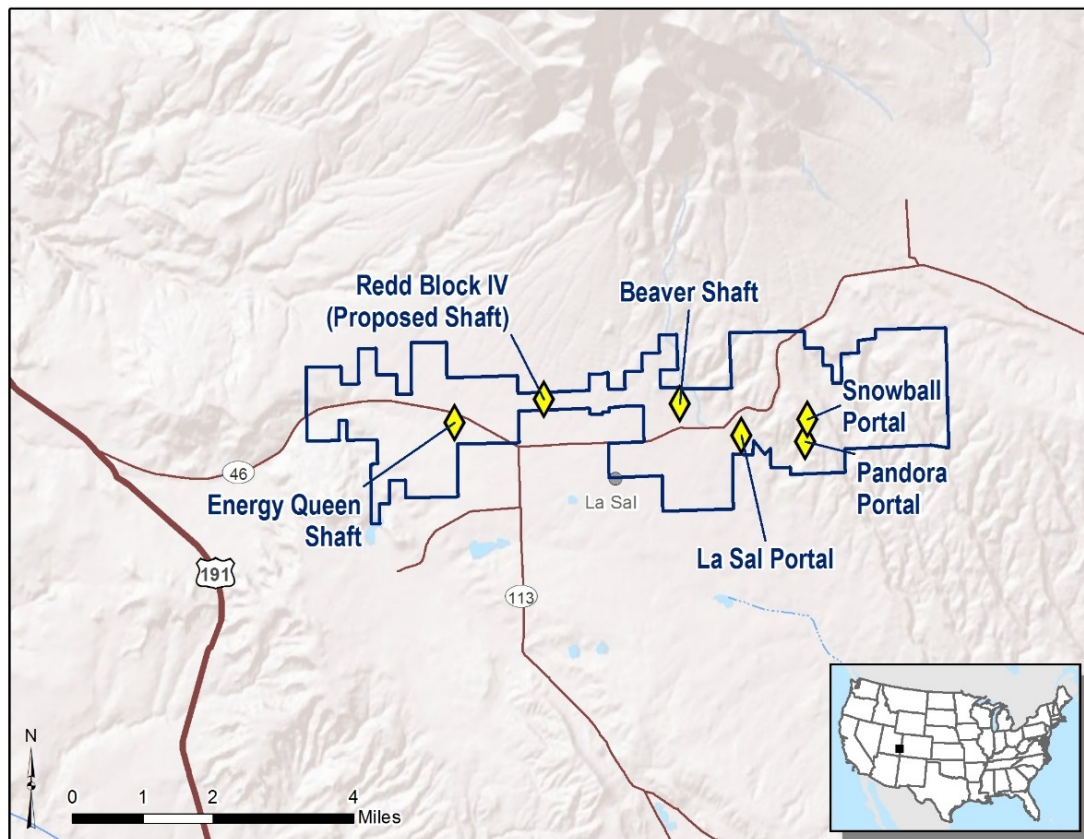 Redd Block IV
(Proposed Shaft)
Beaver Shaft
Snowball
Portal
Pandora
Portal
Energy Queen
Shaft
La Sal
La Sal Portal
46
191
113
N
0 1 2 4
Miles